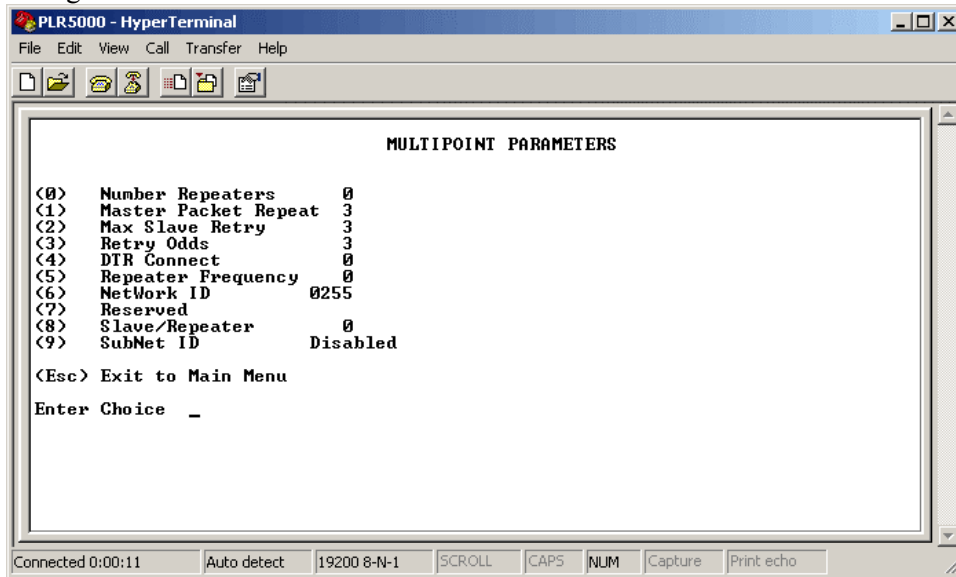 PLR5000 - HyperTerminal
File Edit View Call Transfer Help
MULTIPOINT PARAMETERS
(0) Number Repeaters 0
(1) Master Packet Repeat 3
(2) Max Slave Retry 3
(3) Retry Odds 3
(4) DTR Connect 0
(5) Repeater Frequency 0
(6) NetWork ID 0255
(7) Reserved
(8) Slave/Repeater 0
(9) SubNet ID Disabled
(Esc) Exit to Main Menu
Enter Choice _
Connected 0:00:11 Auto detect 19200 8-N-1 SCROLL CAPS NUM Capture Print echo